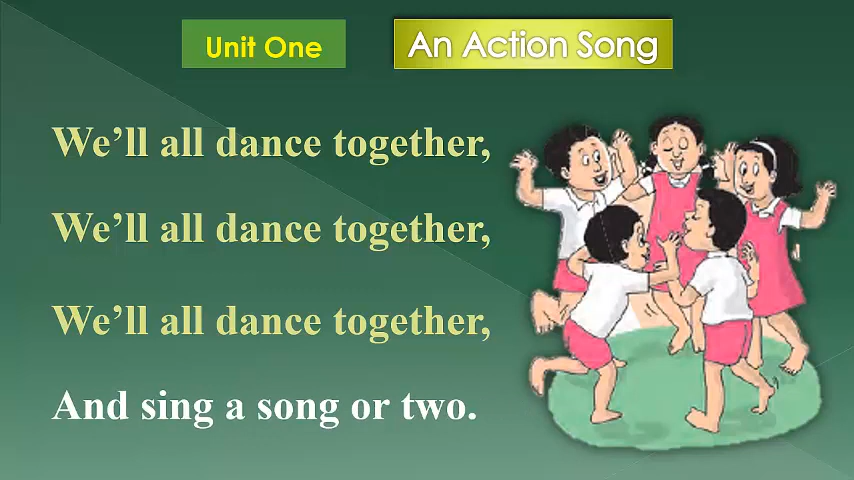 Unit One
An Action Song
We'll all dance together,
We'll all dance together,
We'll all dance together,
And sing a song or two.